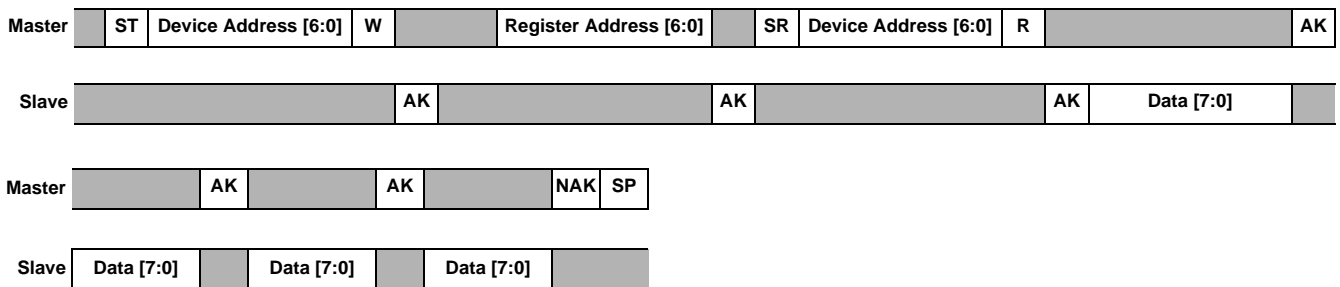 Master ST Device Address [6:0] W Register Address [6:0] SR Device Address [6:0] R AK
Slave AK AK AK Data [7:0]
Master AK AK NAK SP
Slave Data [7:0] Data [7:0] Data [7:0]